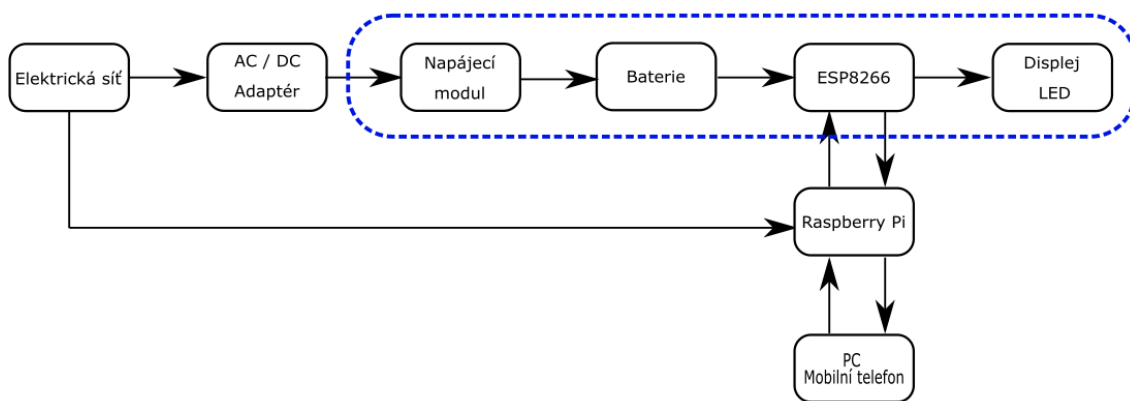 Elektrická síť
AC / DC
Adaptér
Napájecí
modul
Baterie
ESP8266
Displej
LED
Raspberry Pi
PC
Mobilní telefon